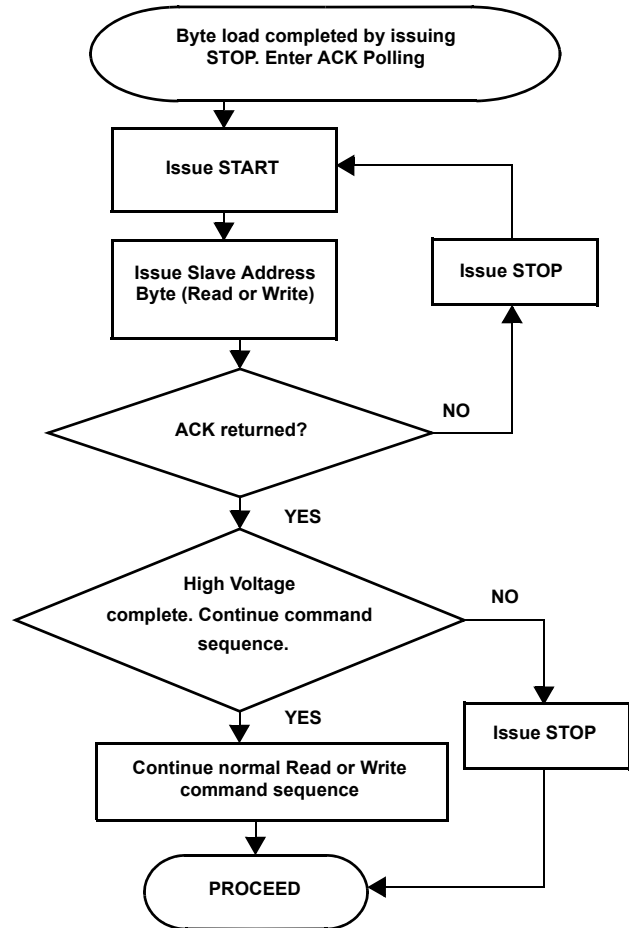 Byte load completed by issuing
STOP. Enter ACK Polling
Issue START
Issue Slave Address
Byte (Read or Write)
Issue STOP
ACK returned?
NO
YES
High Voltage
complete. Continue command
sequence.
NO
YES
Issue STOP
Continue normal Read or Write
command sequence
PROCEED